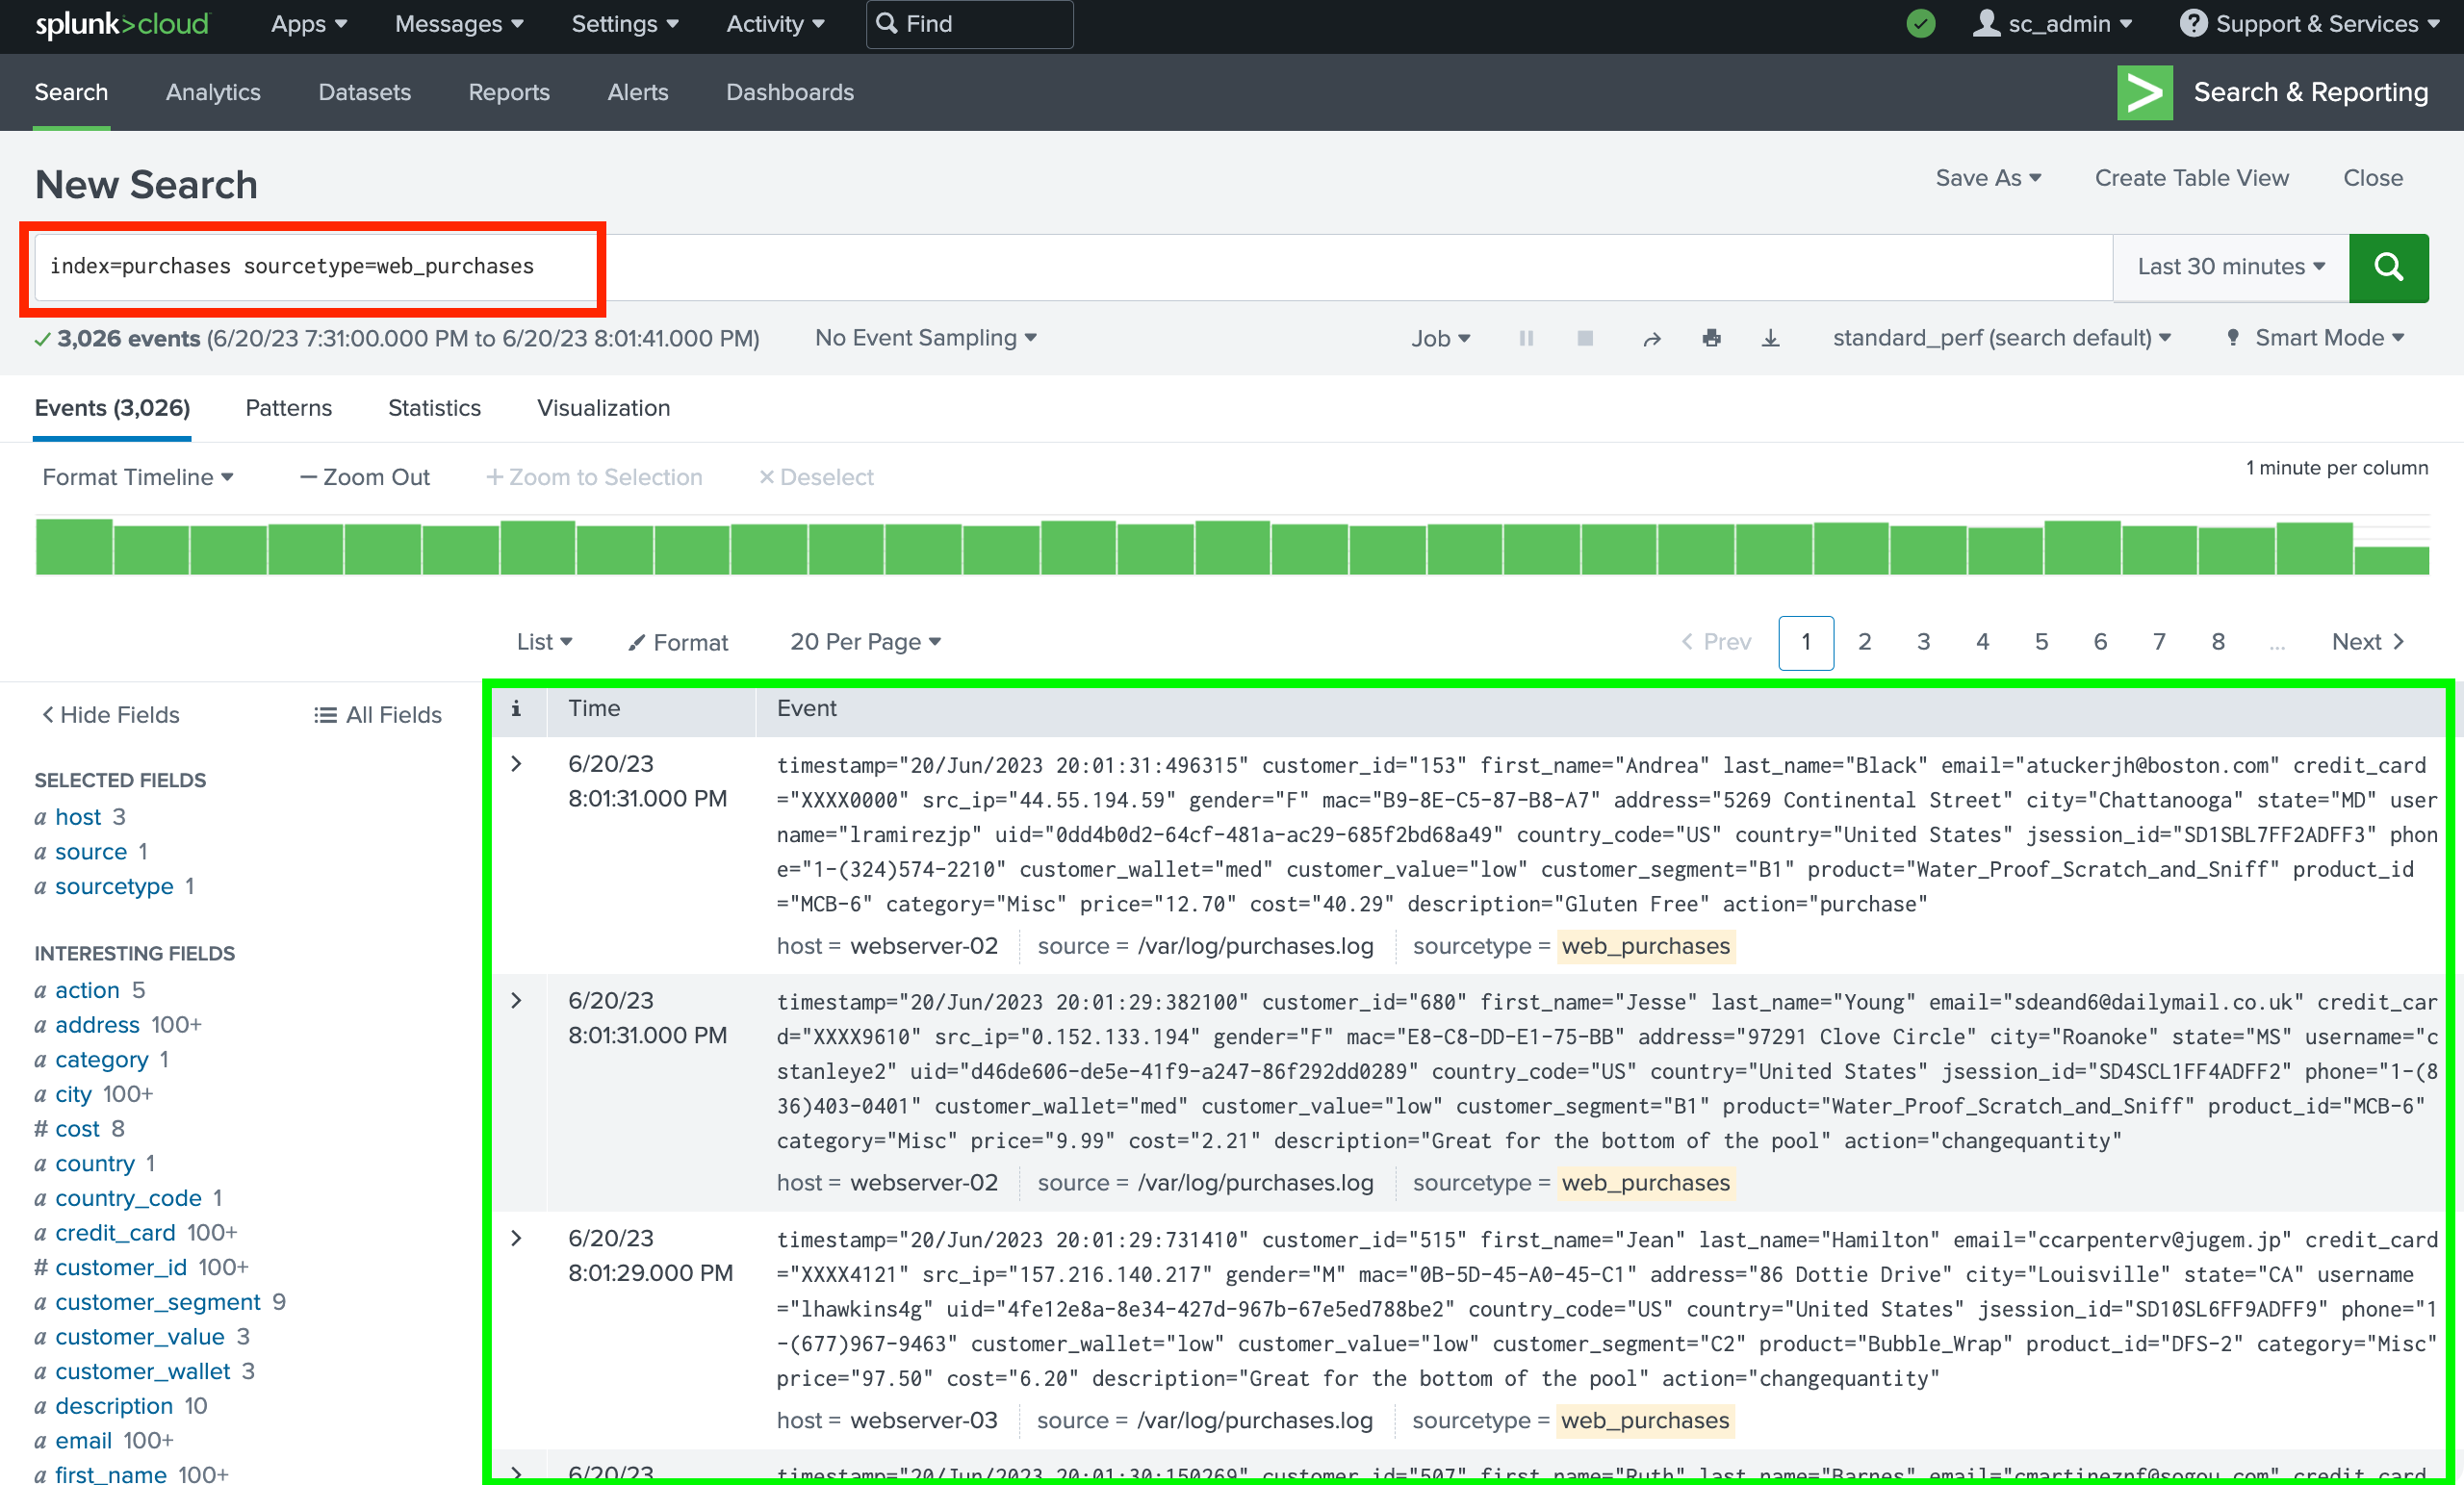 splunk>cloud Apps Messages Settings Activity Find sc_admin ? Support & Services
Search Analytics Datasets Reports Alerts Dashboards > Search & Reporting
New Search Save As Create Table View Close
index=purchases sourcetype=web_purchases Last 30 minutes
3,026 events (6/20/23 7:31:00.000 PM to 6/20/23 8:01:41.000 PM) No Event Sampling Job standard_perf (search default) Smart Mode
Events (3,026) Patterns Statistics Visualization
Format Timeline — Zoom Out + Zoom to Selection × Deselect 1 minute per column
List Format 20 Per Page < Prev 1 2 3 4 5 6 7 8 ... Next >
< Hide Fields All Fields
SELECTED FIELDS
a host 3
a source 1
a sourcetype 1
INTERESTING FIELDS
a action 5
a address 100+
a category 1
a city 100+
# cost 8
a country 1
a country_code 1
a credit_card 100+
# customer_id 100+
a customer_segment 9
a customer_value 3
a customer_wallet 3
a description 10
a email 100+
a first_name 100+
i Time Event
> 6/20/23
8:01:31.000 PM
timestamp="20/Jun/2023 20:01:31:496315" customer_id="153" first_name="Andrea" last_name="Black" email="atuckerjh@boston.com" credit_card
="XXXX0000" src_ip="44.55.194.59" gender="F" mac="B9-8E-C5-87-B8-A7" address="5269 Continental Street" city="Chattanooga" state="MD" user
name="lramirezjp" uid="0dd4b0d2-64cf-481a-ac29-685f2bd68a49" country_code="US" country="United States" jsession_id="SD1SBL7FF2ADFF3" phon
e="1-(324)574-2210" customer_wallet="med" customer_value="low" customer_segment="B1" product="Water_Proof_Scratch_and_Sniff" product_id
="MCB-6" category="Misc" price="12.70" cost="40.29" description="Gluten Free" action="purchase"
host = webserver-02 source = /var/log/purchases.log sourcetype = web_purchases
> 6/20/23
8:01:31.000 PM
timestamp="20/Jun/2023 20:01:29:382100" customer_id="680" first_name="Jesse" last_name="Young" email="sdeand6@dailymail.co.uk" credit_car
d="XXXX9610" src_ip="0.152.133.194" gender="F" mac="E8-C8-DD-E1-75-BB" address="97291 Clove Circle" city="Roanoke" state="MS" username="c
stanleye2" uid="d46de606-de5e-41f9-a247-86f292dd0289" country_code="US" country="United States" jsession_id="SD4SCL1FF4ADFF2" phone="1-(8
36)403-0401" customer_wallet="med" customer_value="low" customer_segment="B1" product="Water_Proof_Scratch_and_Sniff" product_id="MCB-6"
category="Misc" price="9.99" cost="2.21" description="Great for the bottom of the pool" action="changequantity"
host = webserver-02 source = /var/log/purchases.log sourcetype = web_purchases
> 6/20/23
8:01:29.000 PM
timestamp="20/Jun/2023 20:01:29:731410" customer_id="515" first_name="Jean" last_name="Hamilton" email="ccarpenterv@jugem.jp" credit_card
="XXXX4121" src_ip="157.216.140.217" gender="M" mac="0B-5D-45-A0-45-C1" address="86 Dottie Drive" city="Louisville" state="CA" username
="lhawkins4g" uid="4fe12e8a-8e34-427d-967b-67e5ed788be2" country_code="US" country="United States" jsession_id="SD10SL6FF9ADFF9" phone="1
-(677)967-9463" customer_wallet="low" customer_value="low" customer_segment="C2" product="Bubble_Wrap" product_id="DFS-2" category="Misc"
price="97.50" cost="6.20" description="Great for the bottom of the pool" action="changequantity"
host = webserver-03 source = /var/log/purchases.log sourcetype = web_purchases
> 6/20/23
timestamp="20/Jun/2023 20:01:30:150269" customer_id="507" first_name="Ruth" last_name="Barnes" email="cmartineznf@sogou.com" credit_card